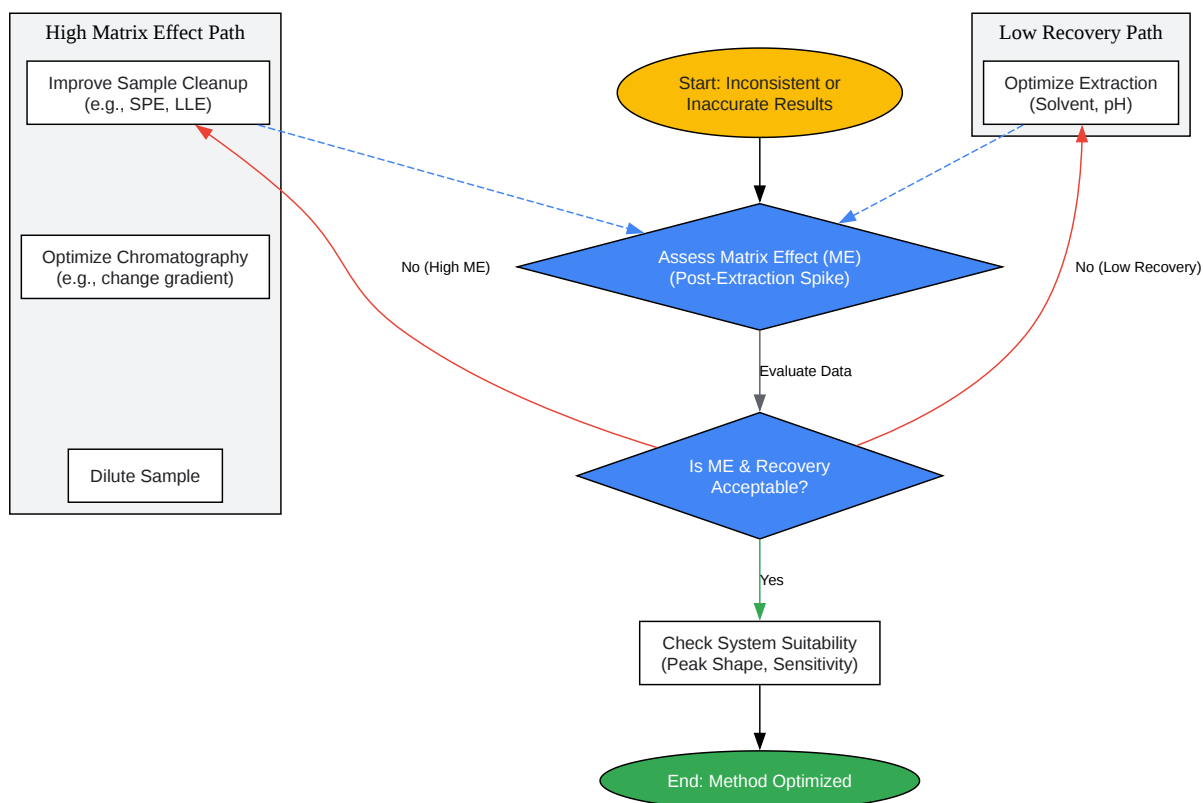 High Matrix Effect Path
Improve Sample Cleanup
(e.g., SPE, LLE)
Optimize Chromatography
(e.g., change gradient)
Dilute Sample
Start: Inconsistent or
Inaccurate Results
Low Recovery Path
Optimize Extraction
(Solvent, pH)
Assess Matrix Effect (ME)
(Post-Extraction Spike)
No (High ME)
No (Low Recovery)
Evaluate Data
Is ME & Recovery
Acceptable?
Yes
Check System Suitability
(Peak Shape, Sensitivity)
End: Method Optimized